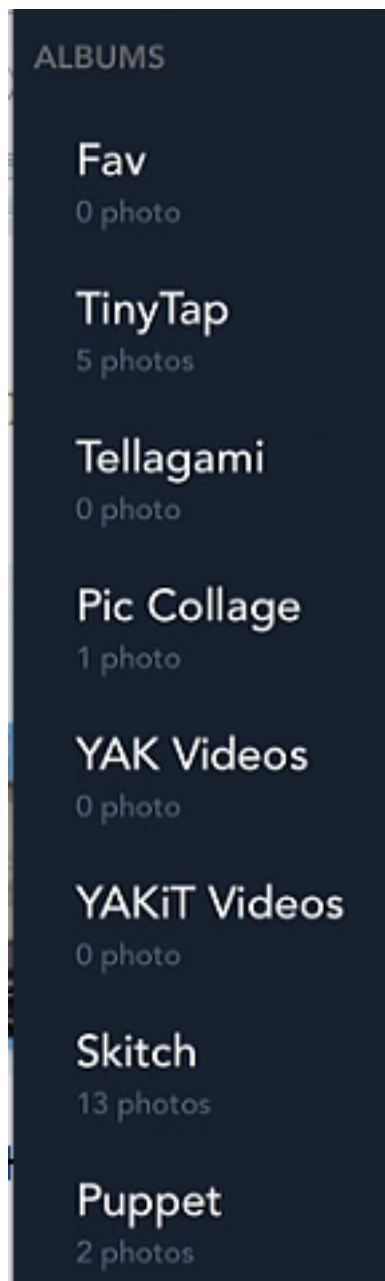 ALBUMS
Fav
0 photo
TinyTap
5 photos
Tellagami
0 photo
Pic Collage
1 photo
YAK Videos
0 photo
YAKiT Videos
0 photo
Skitch
13 photos
Puppet
2 photos